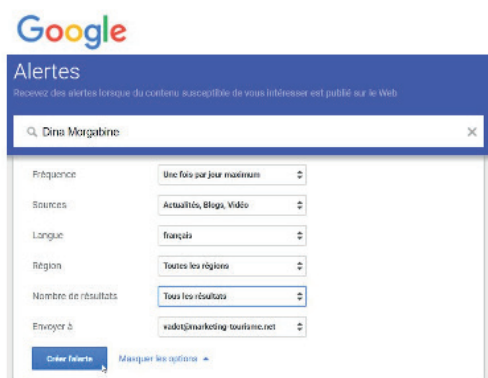 Google
Alertes
Recevez des alertes lorsque du contenu susceptible de vous intéresser est publié sur le Web
Dina Morgabine
Fréquence Une fois par jour maximum
Sources Actualités, Blogs, Vidéo
Langue français
Région Toutes les régions
Nombre de résultats Tous les résultats
Envoyer à vadot@marketing-tourisme.net
Créer l'alerte Masquer les options